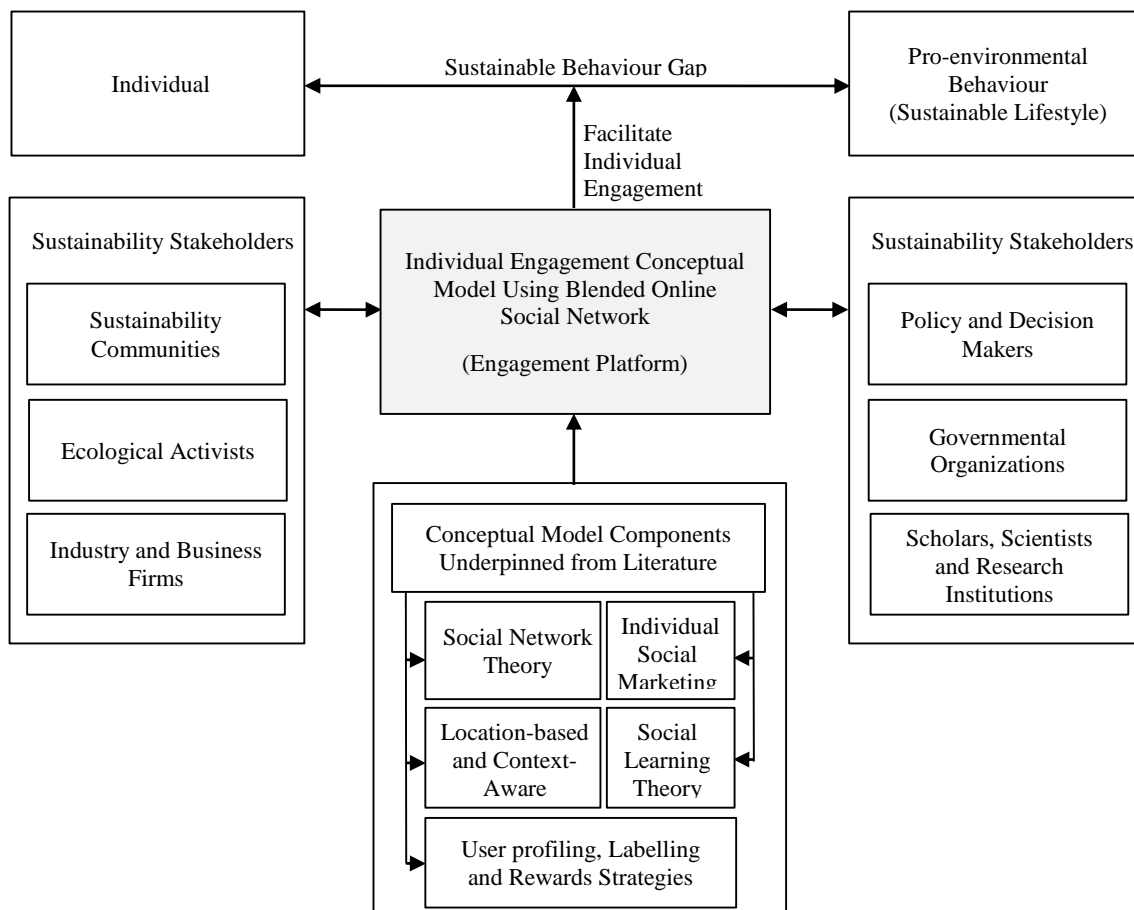 Individual
Sustainable Behaviour Gap
Pro-environmental
Behaviour
(Sustainable Lifestyle)
Facilitate
Individual
Engagement
Sustainability Stakeholders
Sustainability
Communities
Ecological Activists
Industry and Business
Firms
Individual Engagement Conceptual
Model Using Blended Online
Social Network
(Engagement Platform)
Sustainability Stakeholders
Policy and Decision
Makers
Governmental
Organizations
Scholars, Scientists
and Research
Institutions
Conceptual Model Components
Underpinned from Literature
Social Network
Theory
Individual
Social
Marketing
Location-based
and Context-
Aware
Social
Learning
Theory
User profiling, Labelling
and Rewards Strategies